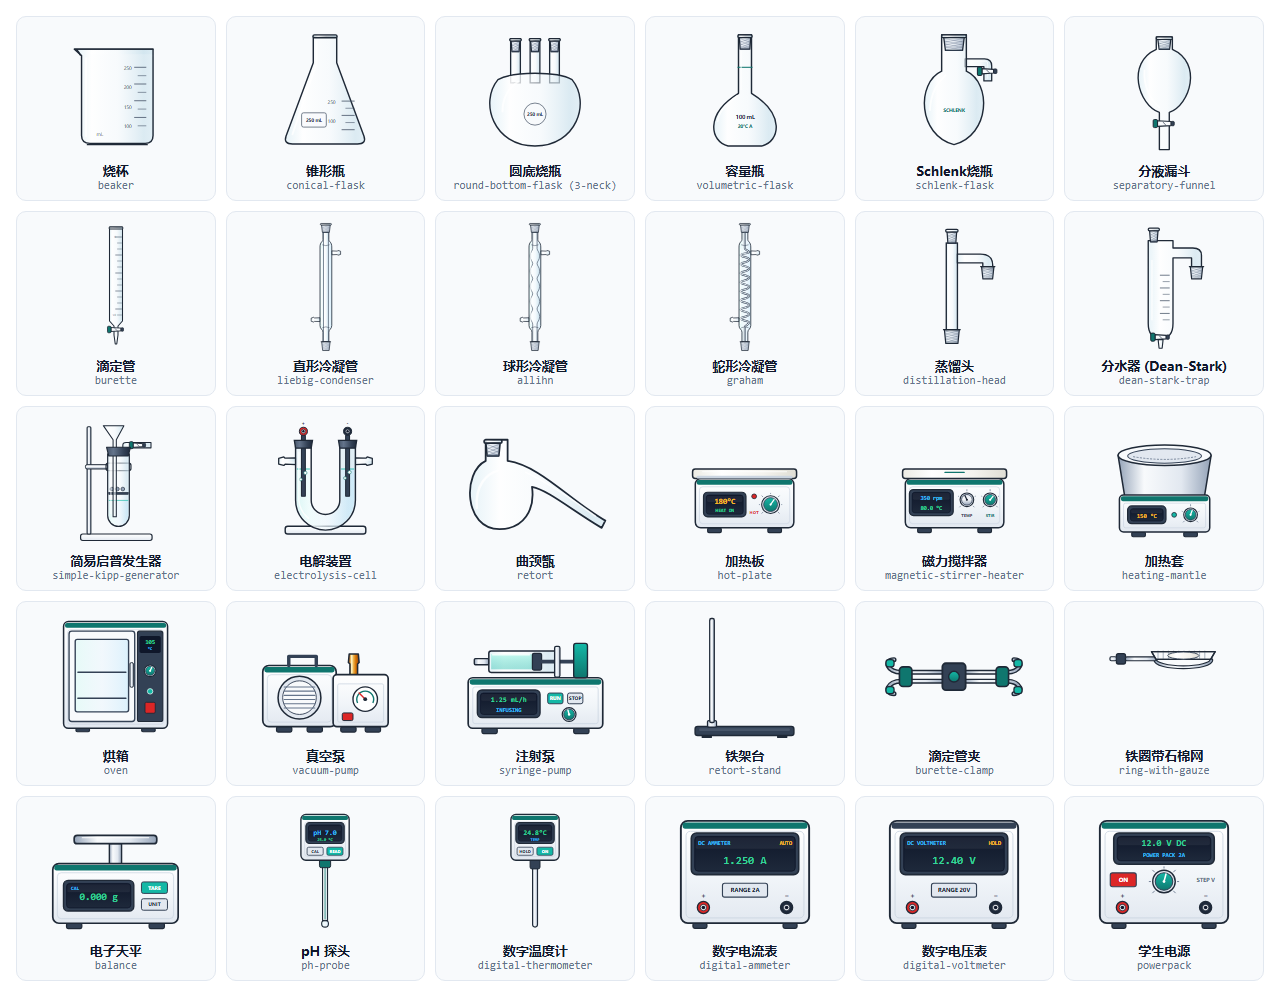 250
200
150
100
mL
烧杯
beaker
250
250 mL
100
锥形瓶
conical-flask
250 mL
圆底烧瓶
round-bottom-flask (3-neck)
100 mL
20°C A
容量瓶
volumetric-flask
SCHLENK
Schlenk烧瓶
schlenk-flask
分液漏斗
separatory-funnel
滴定管
burette
直形冷凝管
liebig-condenser
球形冷凝管
allihn
蛇形冷凝管
graham
蒸馏头
distillation-head
分水器 (Dean-Stark)
dean-stark-trap
简易启普发生器
simple-kipp-generator
+
-
电解装置
electrolysis-cell
曲颈甑
retort
180°C
HEAT ON
HOT
加热板
hot-plate
350 rpm
80.0 °C
TEMP
STIR
磁力搅拌器
magnetic-stirrer-heater
150 °C
加热套
heating-mantle
105
°C
烘箱
oven
真空泵
vacuum-pump
1.25 mL/h
INFUSING
RUN
STOP
注射泵
syringe-pump
铁架台
retort-stand
滴定管夹
burette-clamp
铁圈带石棉网
ring-with-gauze
CAL
0.000 g
TARE
UNIT
电子天平
balance
pH 7.0
25.0 °C
CAL
READ
pH 探头
ph-probe
24.8°C
TEMP
HOLD
ON
数字温度计
digital-thermometer
DC AMMETER
AUTO
1.250 A
RANGE 2A
+
−
数字电流表
digital-ammeter
DC VOLTMETER
HOLD
12.40 V
RANGE 20V
+
−
数字电压表
digital-voltmeter
12.0 V DC
POWER PACK 2A
ON
STEP V
+
−
学生电源
powerpack